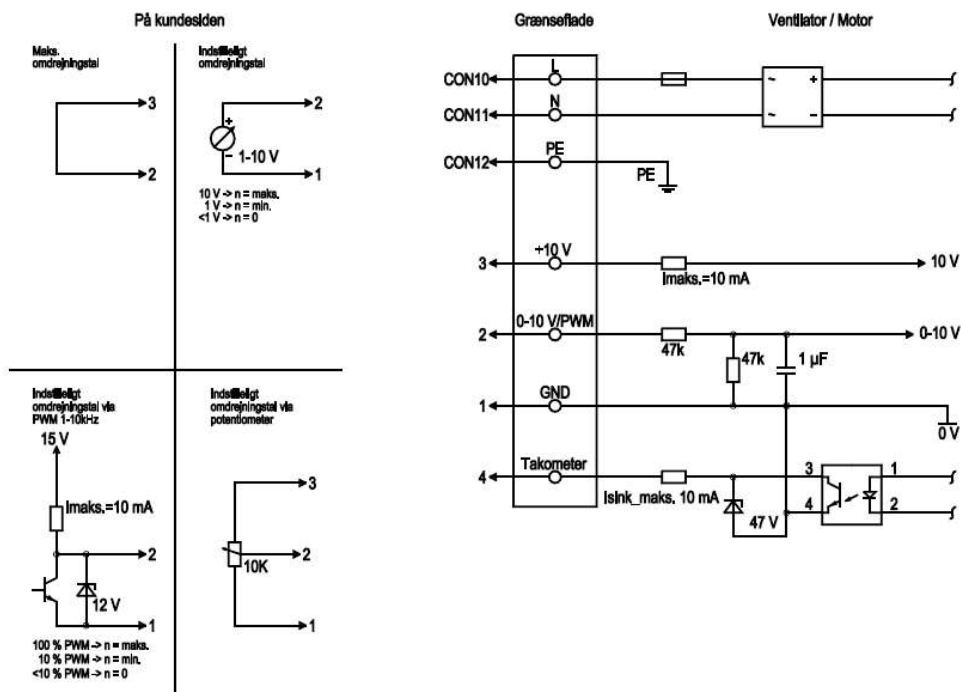 På kundesiden
Maks.
omdrejningstal
3
2
Indstilleligt
omdrejningstal
2
+
− 1-10 V
1
10 V -> n = maks.
1 V -> n = min.
<1 V -> n = 0
Indstilleligt
omdrejningstal via
PWM 1-10kHz
15 V
Imaks.=10 mA
2
12 V
1
100 % PWM -> n = maks.
10 % PWM -> n = min.
<10 % PWM -> n = 0
Indstilleligt
omdrejningstal via
potentiometer
3
2
10K
1
Grænseflade
Ventilator / Motor
CON10 L ~ +
CON11 N ~ −
CON12 PE
PE
3 +10 V 10 V
Imaks.=10 mA
2 0-10 V/PWM 0-10 V
47k 47k 1 µF
1 GND
0 V
4 Takometer 3 1
Isink_maks. 10 mA 4 2
47 V